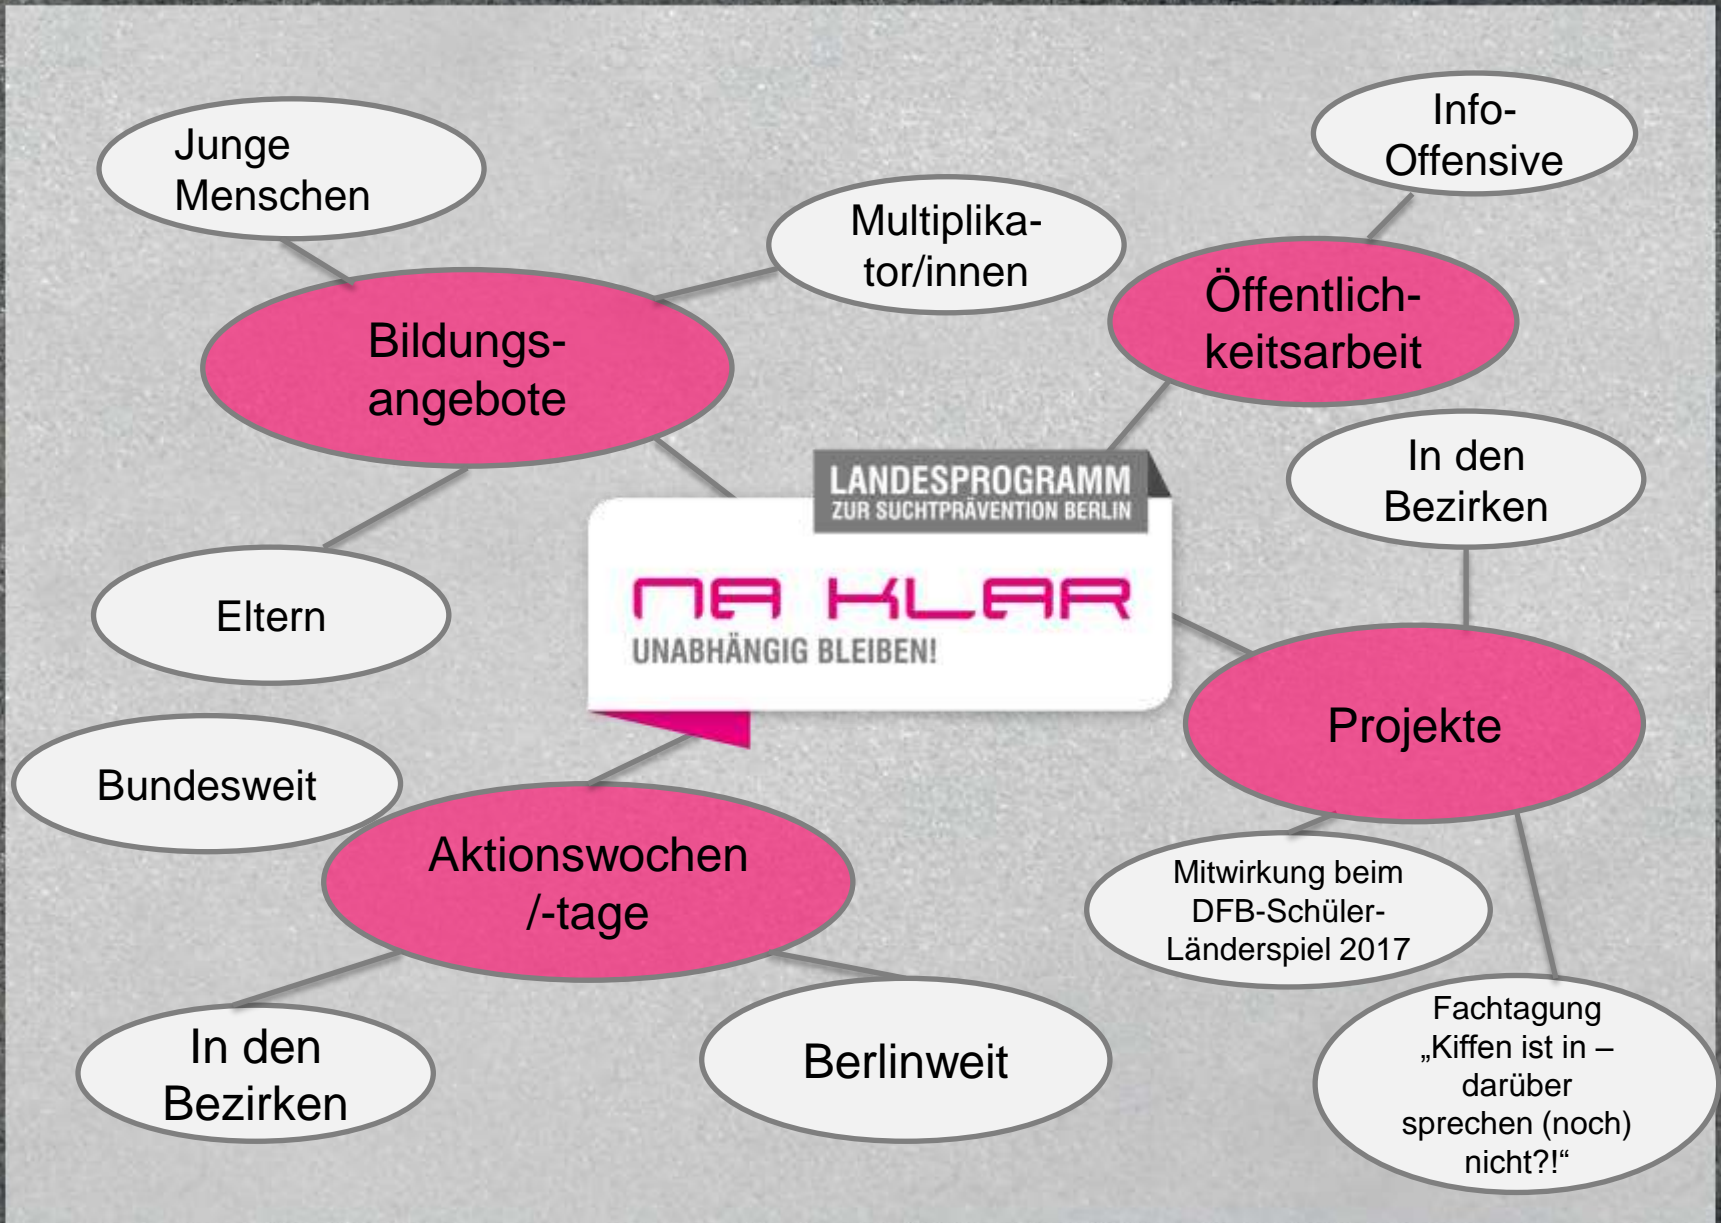 Junge
Menschen
Multiplika-
tor/innen
Bildungs-
angebote
Eltern
Info-
Offensive
Öffentlich-
keitsarbeit
LANDESPROGRAMM
ZUR SUCHTPRÄVENTION BERLIN
NA KLAR
UNABHÄNGIG BLEIBEN!
In den
Bezirken
Projekte
Mitwirkung beim
DFB-Schüler-
Länderspiel 2017
Fachtagung
„Kiffen ist in –
darüber
sprechen (noch)
nicht?!“
Bundesweit
Aktionswochen
/-tage
In den
Bezirken
Berlinweit